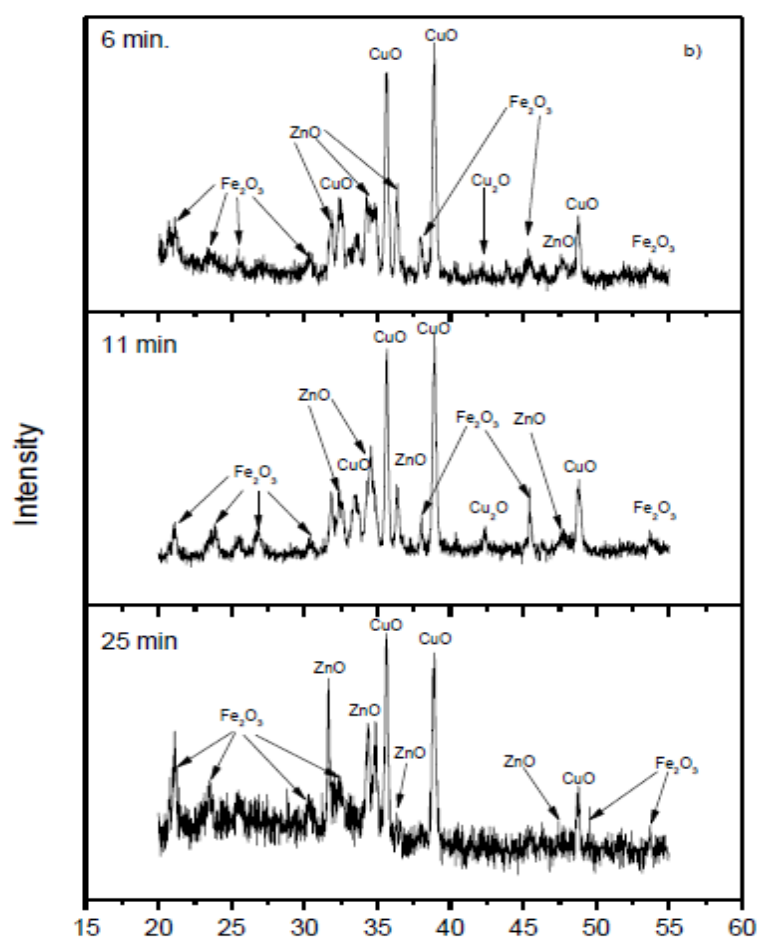 6 min.
b)
CuO
CuO
Fe₂O₃
ZnO
Fe₂O₃
CuO
Cu₂O
CuO
ZnO
Fe₂O₃
11 min
CuO
CuO
ZnO
Fe₂O₃
ZnO
Fe₂O₃
CuO
ZnO
CuO
Cu₂O
Fe₂O₃
Intensity
25 min
CuO
CuO
ZnO
Fe₂O₃
ZnO
ZnO
ZnO
CuO
Fe₂O₃
15 20 25 30 35 40 45 50 55 60